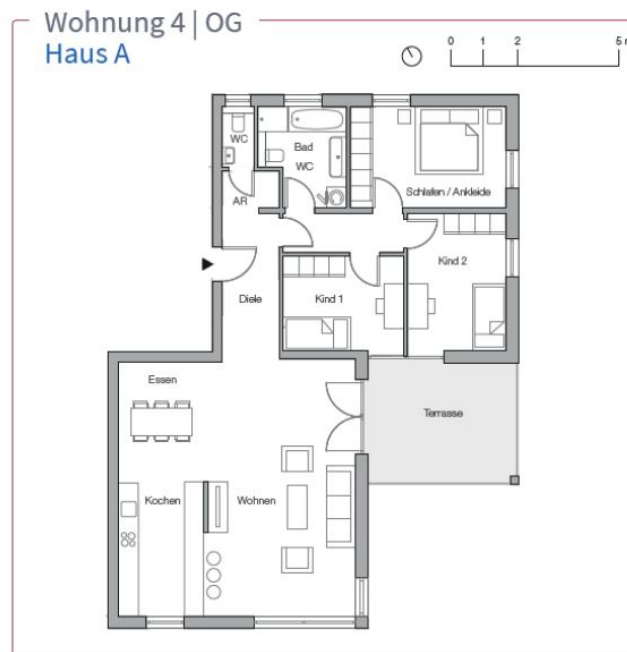 Wohnung 4 | OG
Haus A
0 1 2 5 m
WC
Bad
WC
AR
Schlafen / Ankleide
Kind 2
Diele
Kind 1
Essen
Terrasse
Kochen
Wohnen